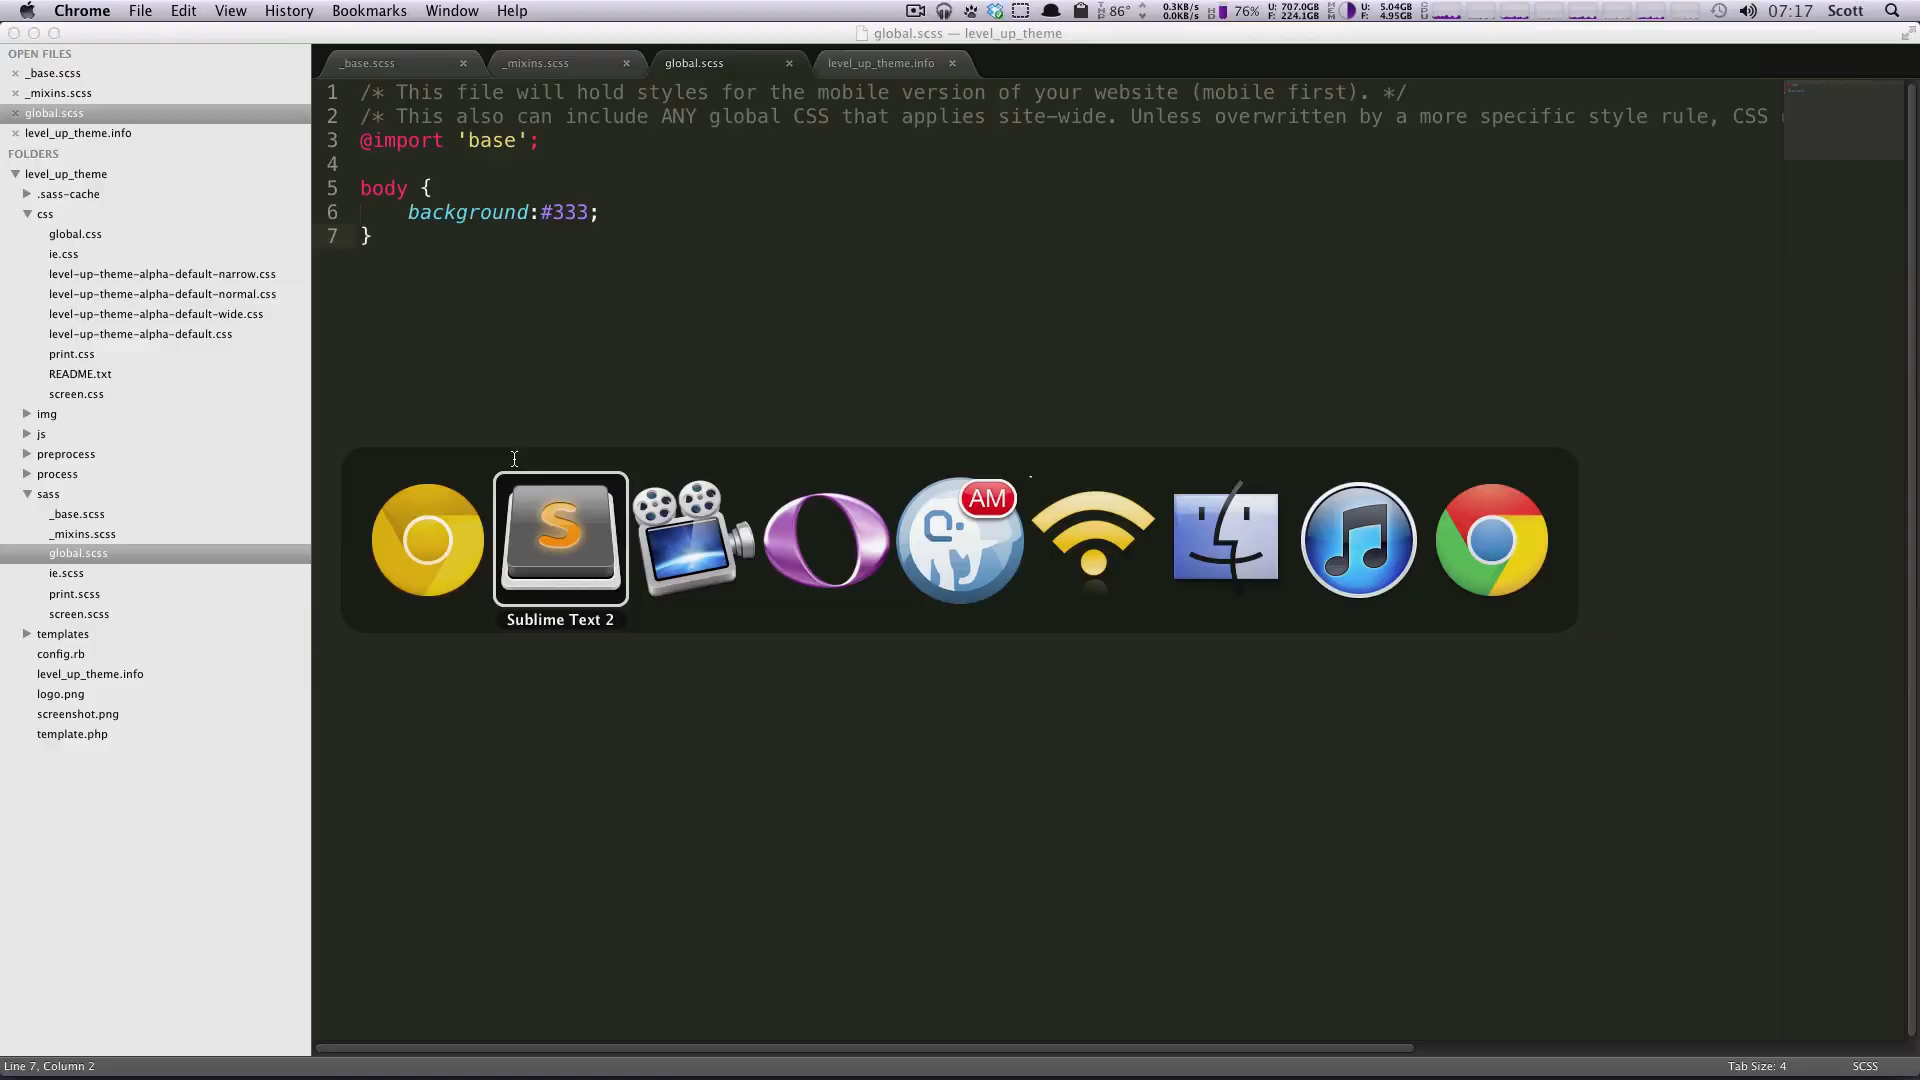 Chrome File Edit View History Bookmarks Window Help 86° 0.3KB/s 0.0KB/s 76% U: 707.0GB F: 224.1GB U: 5.04GB F: 4.95GB 07:17 Scott
global.scss — level_up_theme
OPEN FILES
_base.scss
_mixins.scss
global.scss
level_up_theme.info
FOLDERS
level_up_theme
.sass-cache
css
global.css
ie.css
level-up-theme-alpha-default-narrow.css
level-up-theme-alpha-default-normal.css
level-up-theme-alpha-default-wide.css
level-up-theme-alpha-default.css
print.css
README.txt
screen.css
img
js
preprocess
process
sass
_base.scss
_mixins.scss
global.scss
ie.scss
print.scss
screen.scss
templates
config.rb
level_up_theme.info
logo.png
screenshot.png
template.php
_base.scss _mixins.scss global.scss level_up_theme.info
1 /* This file will hold styles for the mobile version of your website (mobile first). */
2 /* This also can include ANY global CSS that applies site-wide. Unless overwritten by a more specific style rule, CSS
3 @import 'base';
4
5 body {
6 background:#333;
7 }
S
AM
Sublime Text 2
Line 7, Column 2 Tab Size: 4 SCSS